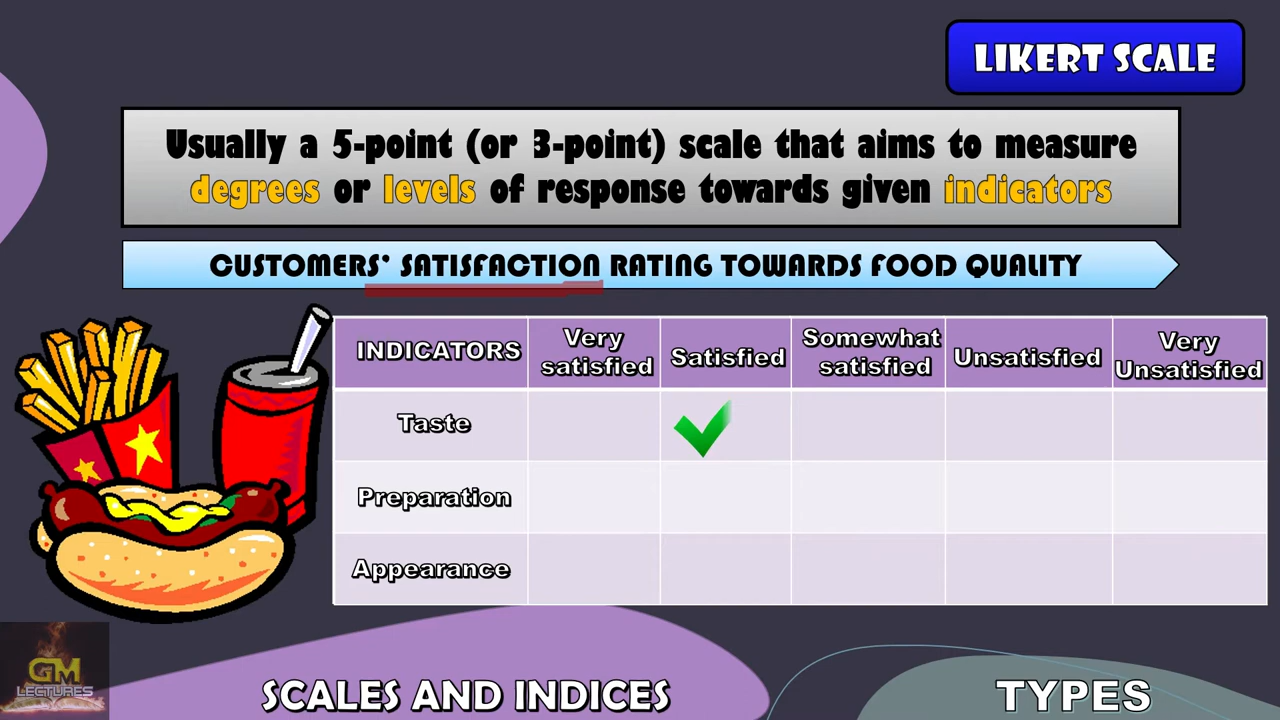 LIKERT SCALE
Usually a 5-point (or 3-point) scale that aims to measure
degrees or levels of response towards given indicators
CUSTOMERS' SATISFACTION RATING TOWARDS FOOD QUALITY
INDICATORS
Very
satisfied
Satisfied
Somewhat
satisfied
Unsatisfied
Very
Unsatisfied
Taste
Preparation
Appearance
GM
LECTURES
SCALES AND INDICES
TYPES